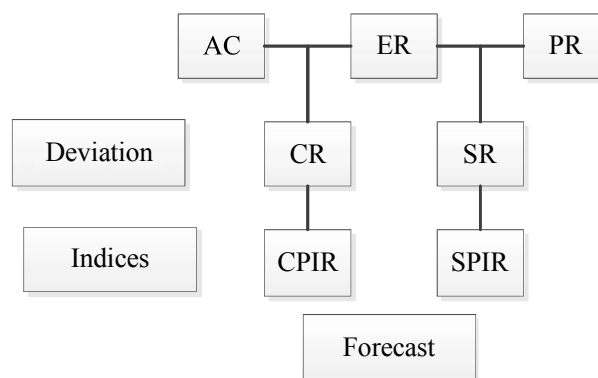 AC ER PR
Deviation CR SR
Indices CPIR SPIR
Forecast